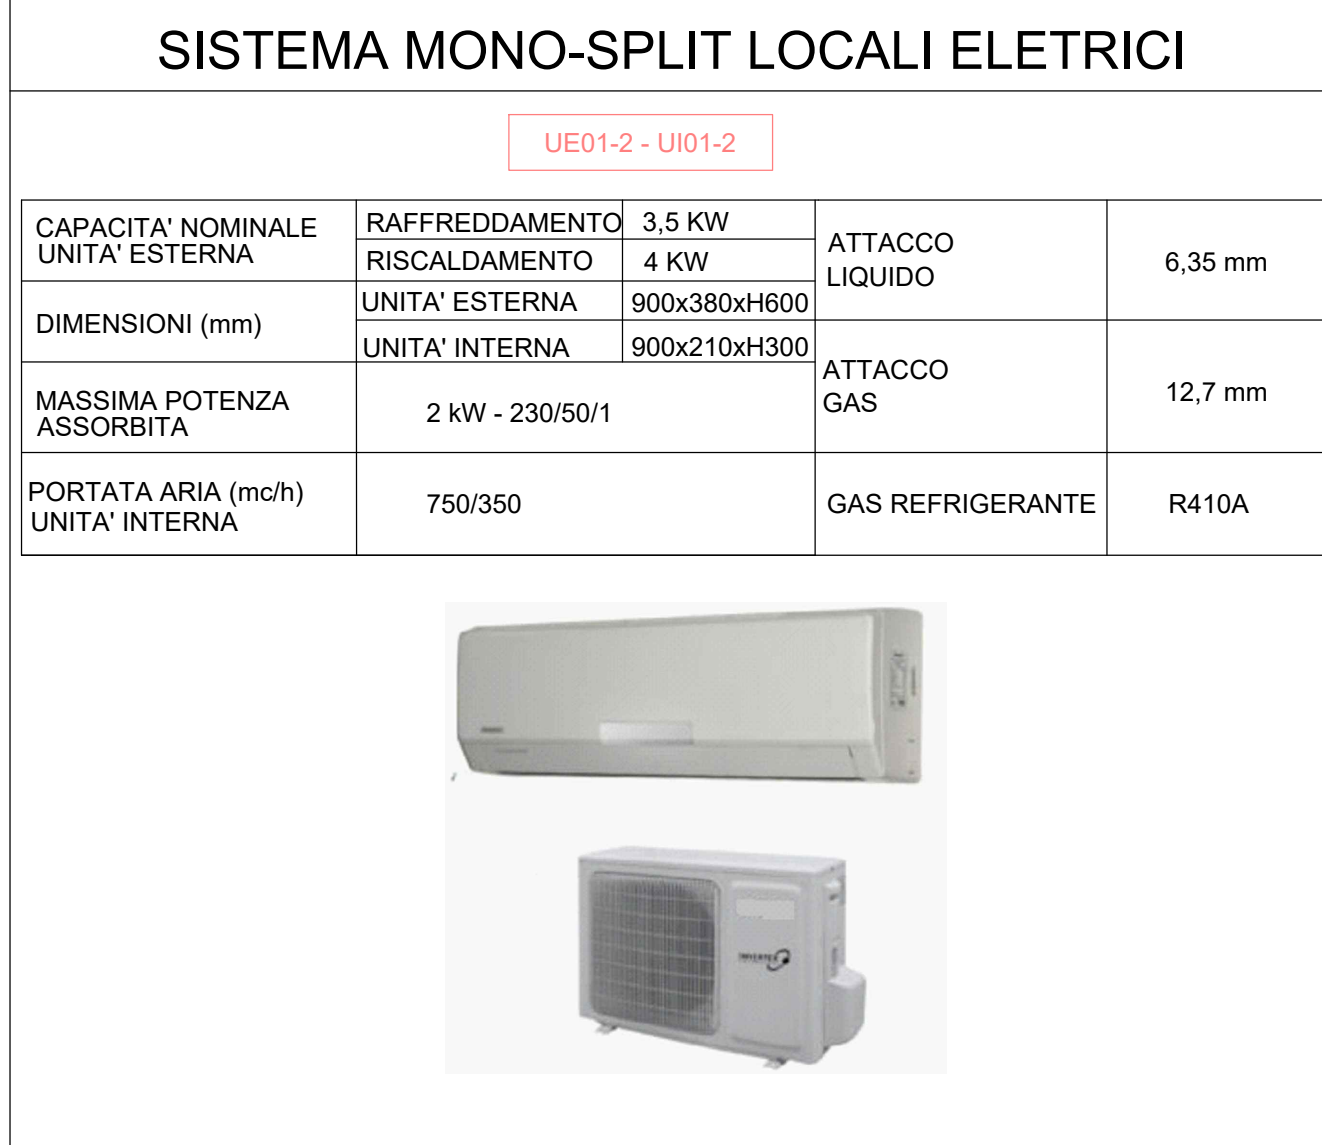 SISTEMA MONO-SPLIT LOCALI ELETRICI
UE01-2 - UI01-2
CAPACITA' NOMINALE
UNITA' ESTERNA
RAFFREDDAMENTO
3,5 KW
RISCALDAMENTO
4 KW
ATTACCO
LIQUIDO
6,35 mm
DIMENSIONI (mm)
UNITA' ESTERNA
900x380xH600
UNITA' INTERNA
900x210xH300
ATTACCO
GAS
12,7 mm
MASSIMA POTENZA
ASSORBITA
2 kW - 230/50/1
PORTATA ARIA (mc/h)
UNITA' INTERNA
750/350
GAS REFRIGERANTE
R410A